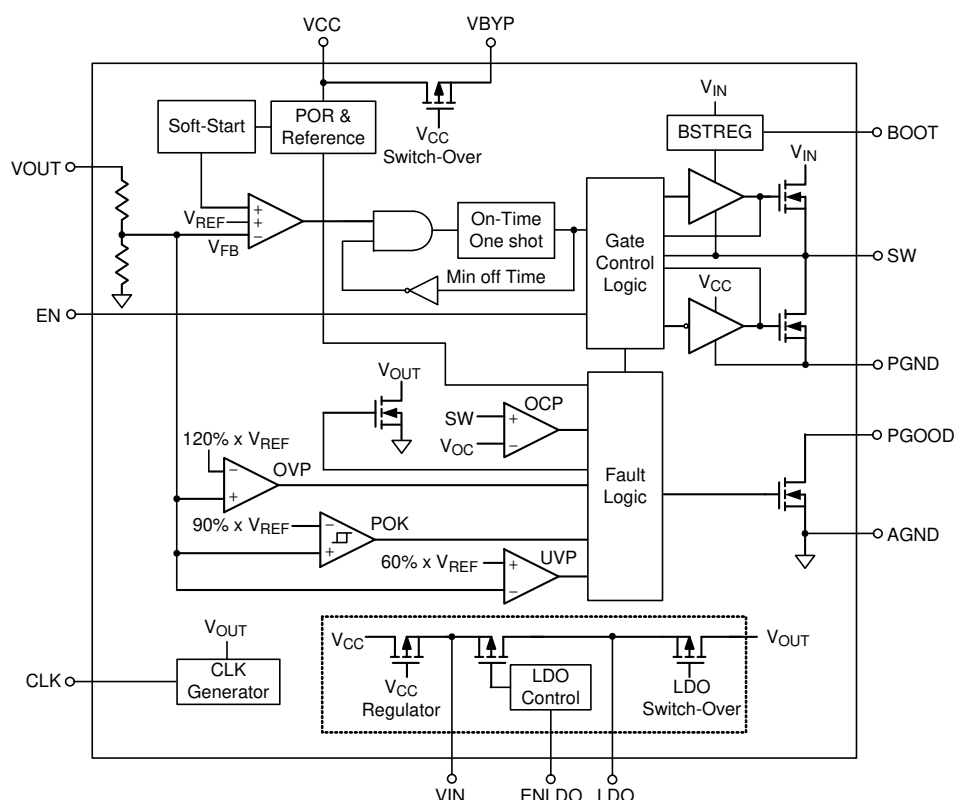 VCC
VBYP
Soft-Start
POR &
Reference
VCC
Switch-Over
VIN
BSTREG
BOOT
VIN
VOUT
+
VREF
+
−
VFB
On-Time
One shot
Min off Time
Gate
Control
Logic
SW
VCC
EN
PGND
VOUT
OCP
SW
+
VOC
−
PGOOD
120% x VREF
−
OVP
+
Fault
Logic
90% x VREF
−
POK
+
AGND
60% x VREF
+
UVP
−
VOUT
CLK
CLK
Generator
VCC
VOUT
VCC
Regulator
LDO
Control
LDO
Switch-Over
VIN
ENLDO
LDO